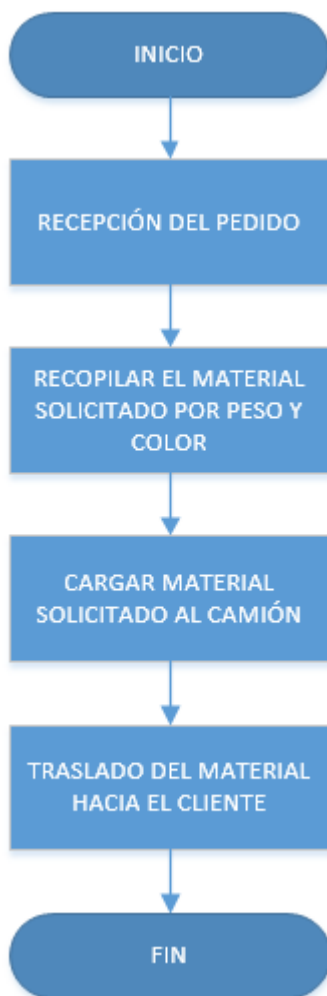 INICIO
RECEPCIÓN DEL PEDIDO
RECOPILAR EL MATERIAL
SOLICITADO POR PESO Y
COLOR
CARGAR MATERIAL
SOLICITADO AL CAMIÓN
TRASLADO DEL MATERIAL
HACIA EL CLIENTE
FIN